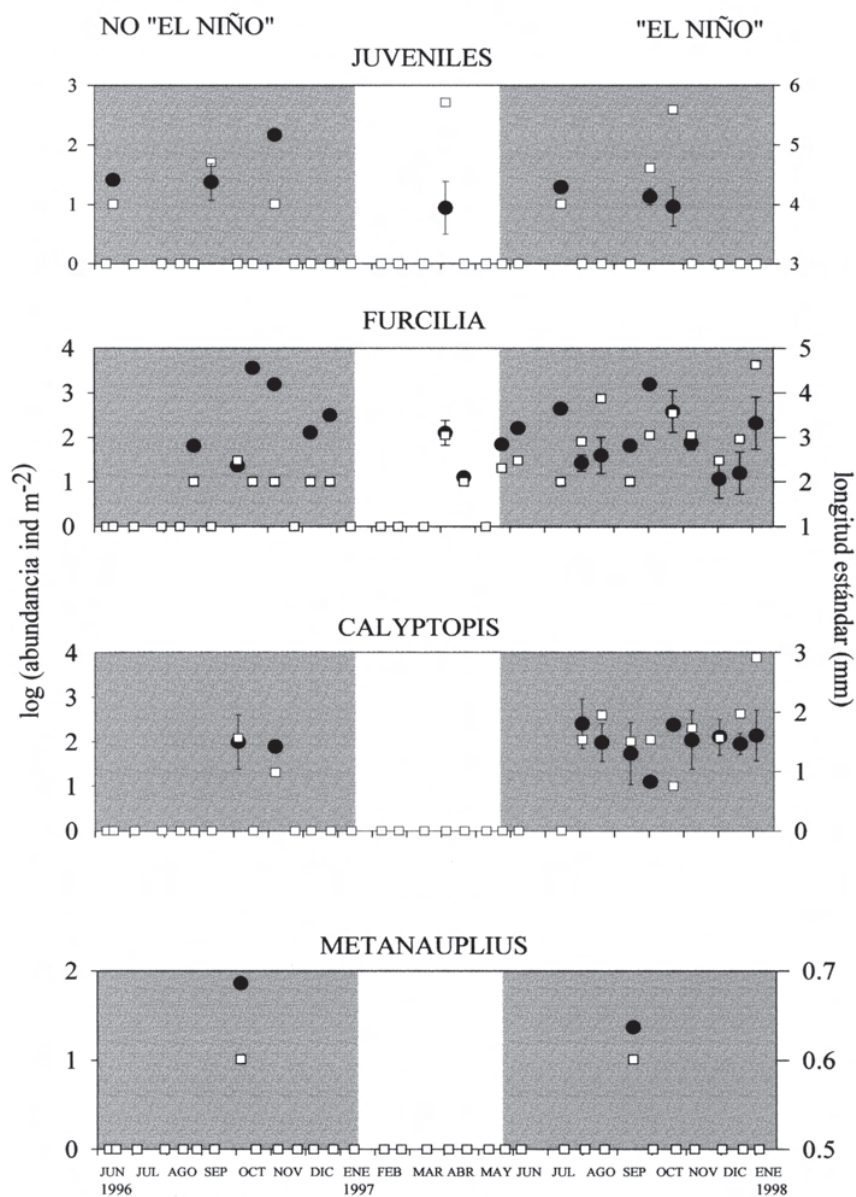 NO "EL NIÑO" "EL NIÑO"
JUVENILES
3 6
2 5
1 4
0 3
FURCILIA
4 5
3 4
2 3
1 2
0 1
log (abundancia ind m-2)
longitud estándar (mm)
CALYPTOPIS
4 3
3
2 2
1 1
0 0
METANAUPLIUS
2 0.7
1 0.6
0 0.5
JUN JUL AGO SEP OCT NOV DIC ENE FEB MAR ABR MAY JUN JUL AGO SEP OCT NOV DIC ENE
1996 1997 1998